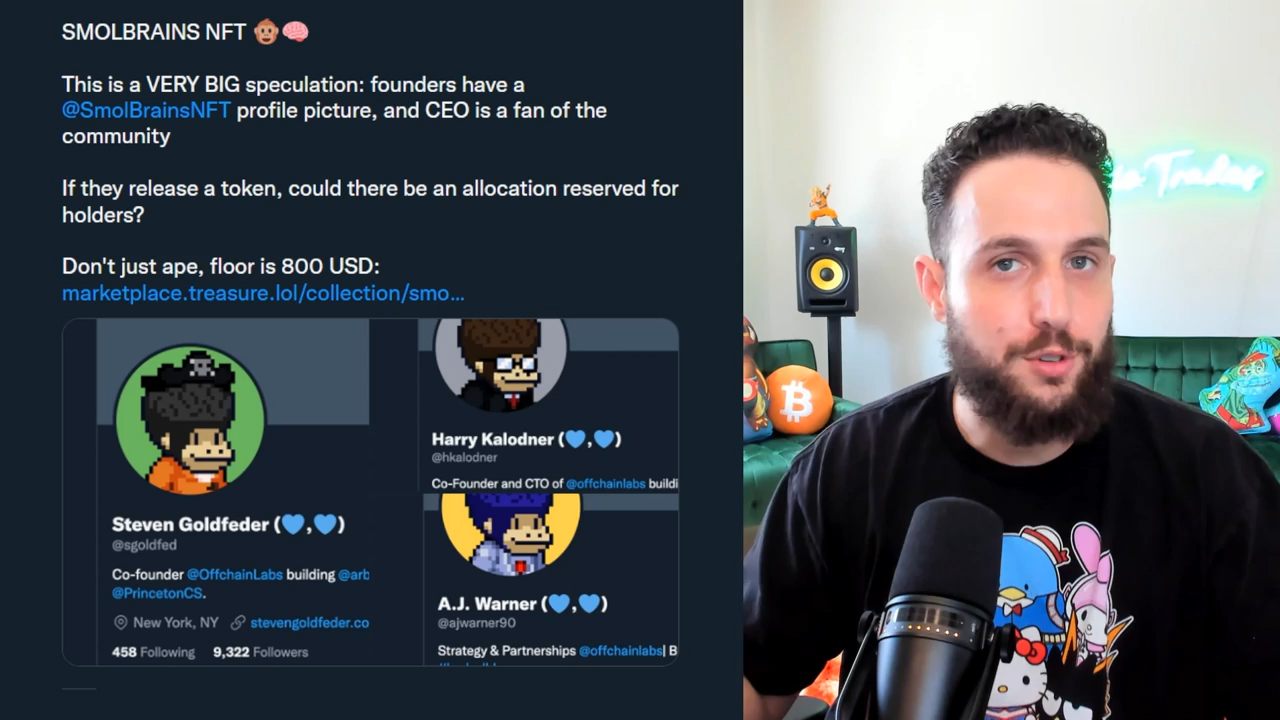 SMOLBRAINS NFT 🐵🧠
This is a VERY BIG speculation: founders have a
@SmolBrainsNFT profile picture, and CEO is a fan of the
community
If they release a token, could there be an allocation reserved for
holders?
Don't just ape, floor is 800 USD:
marketplace.treasure.lol/collection/smo...
Steven Goldfeder (💙,💙)
@sgoldfed
Co-founder @OffchainLabs building @arb
@PrincetonCS.
New York, NY stevengoldfeder.co
458 Following 9,322 Followers
Harry Kalodner (💙,💙)
@hkalodner
Co-Founder and CTO of @offchainlabs buildi
A.J. Warner (💙,💙)
@ajwarner90
Strategy & Partnerships @offchainlabs| B
Trades